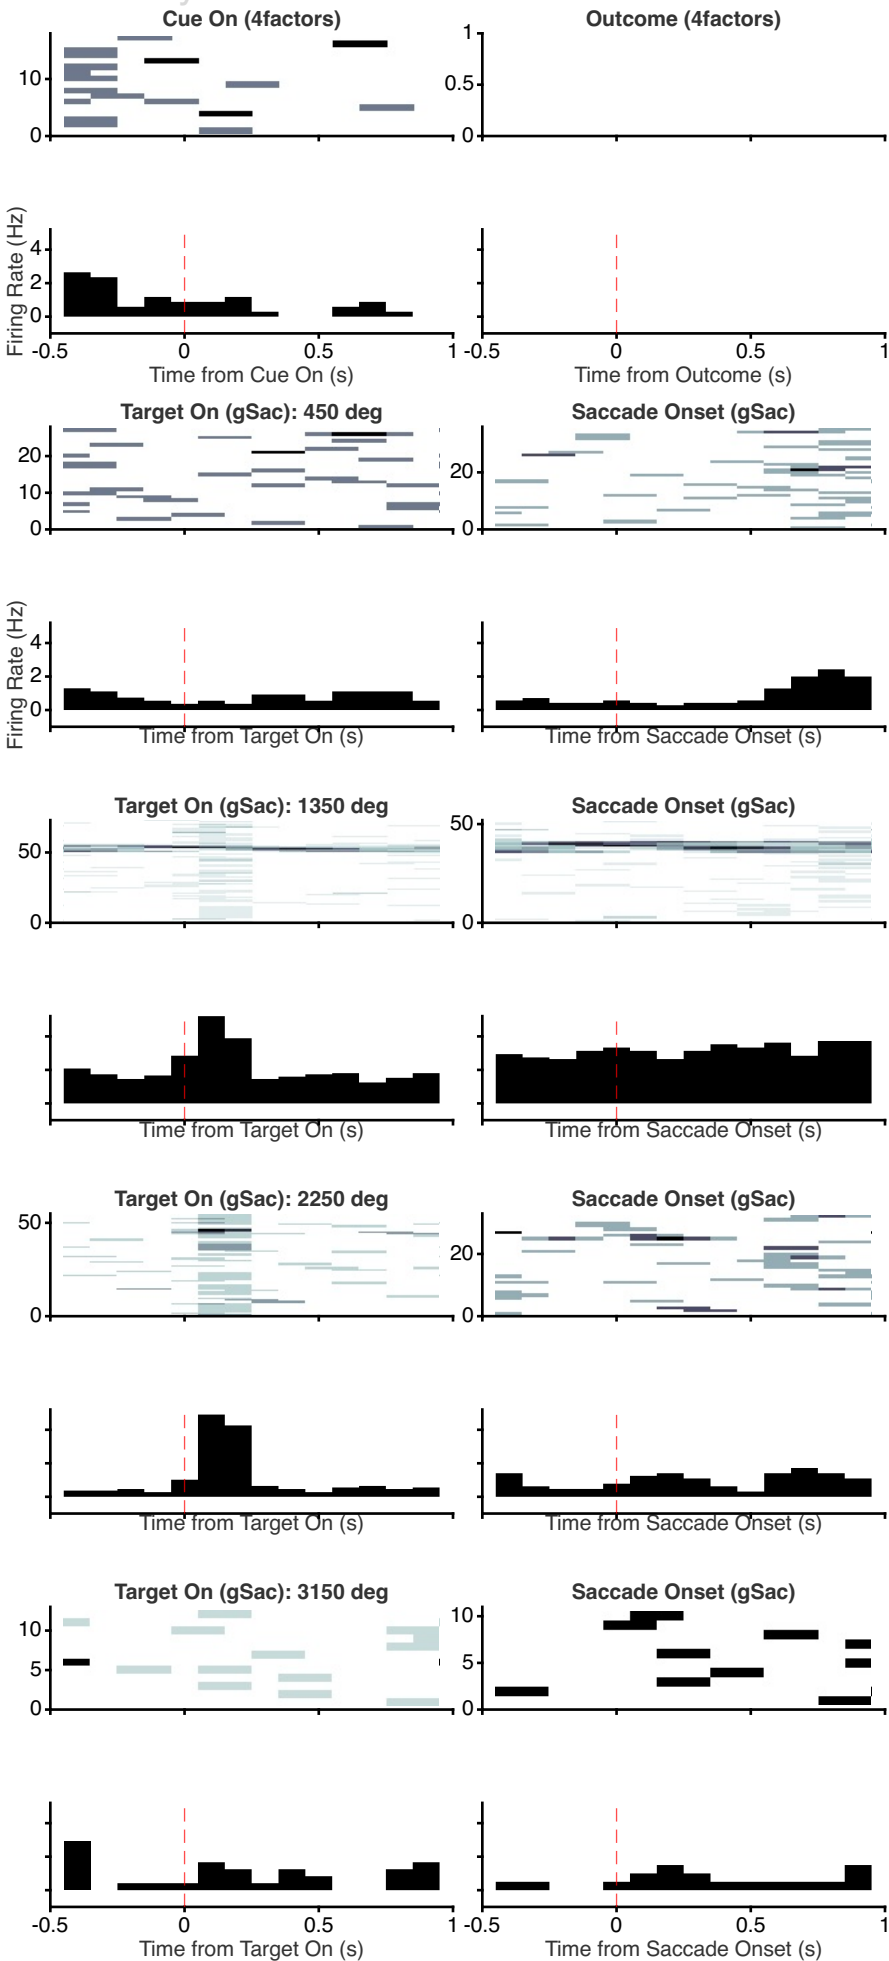 Cue On (4factors) Outcome (4factors)
10
0
1
0.5
0
Firing Rate (Hz)
4
2
0
-0.5 0 0.5 1 -0.5 0 0.5 1
Time from Cue On (s) Time from Outcome (s)
Target On (gSac): 450 deg Saccade Onset (gSac)
20
10
0
20
0
Firing Rate (Hz)
4
2
0
Time from Target On (s) Time from Saccade Onset (s)
Target On (gSac): 1350 deg Saccade Onset (gSac)
50
0
50
0
Time from Target On (s) Time from Saccade Onset (s)
Target On (gSac): 2250 deg Saccade Onset (gSac)
50
0
20
0
Time from Target On (s) Time from Saccade Onset (s)
Target On (gSac): 3150 deg Saccade Onset (gSac)
10
5
0
10
5
0
-0.5 0 0.5 1 -0.5 0 0.5 1
Time from Target On (s) Time from Saccade Onset (s)